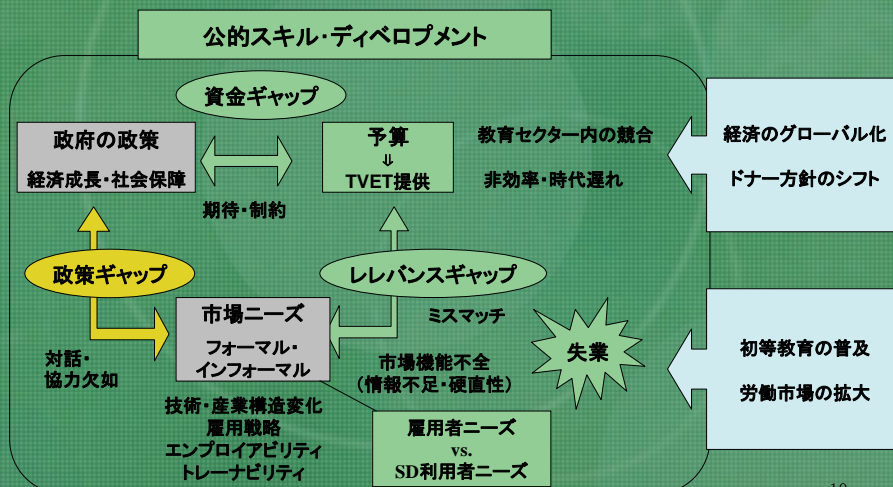 公的スキル・ディベロプメント
資金ギャップ
政府の政策
経済成長・社会保障
予算
⇓
TVET提供
教育セクター内の競合
非効率・時代遅れ
経済のグローバル化
ドナー方針のシフト
期待・制約
政策ギャップ
レレバンスギャップ
市場ニーズ
フォーマル・
インフォーマル
ミスマッチ
対話・
協力欠如
市場機能不全
（情報不足・硬直性）
失業
初等教育の普及
労働市場の拡大
技術・産業構造変化
雇用戦略
エンプロイアビリティ
トレーナビリティ
雇用者ニーズ
vs.
SD利用者ニーズ